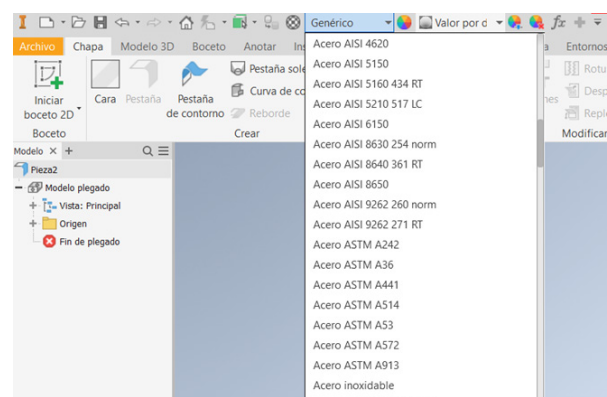 Genérico
Valor por d
fx
Archivo Chapa Modelo 3D Boceto Anotar Ins
a Entornos
Iniciar
boceto 2D
Boceto
Cara Pestaña
Pestaña
de contorno
Pestaña sole
Curva de co
Reborde
Crear
Rotu
Desp
nes
Reple
Modificar
Modelo × +
Pieza2
Modelo plegado
Vista: Principal
Origen
Fin de plegado
Acero AISI 4620
Acero AISI 5150
Acero AISI 5160 434 RT
Acero AISI 5210 517 LC
Acero AISI 6150
Acero AISI 8630 254 norm
Acero AISI 8640 361 RT
Acero AISI 8650
Acero AISI 9262 260 norm
Acero AISI 9262 271 RT
Acero ASTM A242
Acero ASTM A36
Acero ASTM A441
Acero ASTM A514
Acero ASTM A53
Acero ASTM A572
Acero ASTM A913
Acero inoxidable